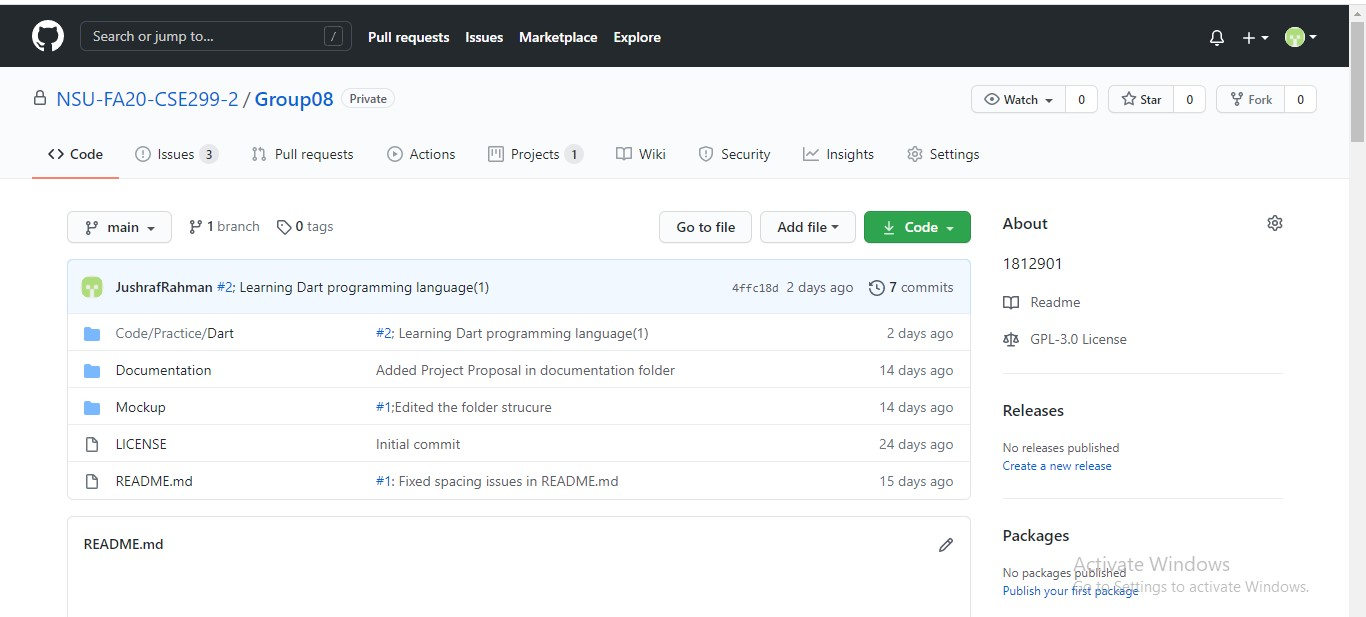 Search or jump to... / Pull requests Issues Marketplace Explore
NSU-FA20-CSE299-2 / Group08 Private Watch 0 Star 0 Fork 0
Code Issues 3 Pull requests Actions Projects 1 Wiki Security Insights Settings
main 1 branch 0 tags Go to file Add file Code
JushrafRahman #2; Learning Dart programming language(1) 4ffc18d 2 days ago 7 commits
Code/Practice/Dart #2; Learning Dart programming language(1) 2 days ago
Documentation Added Project Proposal in documentation folder 14 days ago
Mockup #1;Edited the folder strucure 14 days ago
LICENSE Initial commit 24 days ago
README.md #1: Fixed spacing issues in README.md 15 days ago
README.md
About
1812901
Readme
GPL-3.0 License
Releases
No releases published
Create a new release
Packages
No packages published
Publish your first package
Activate Windows
Go to Settings to activate Windows.